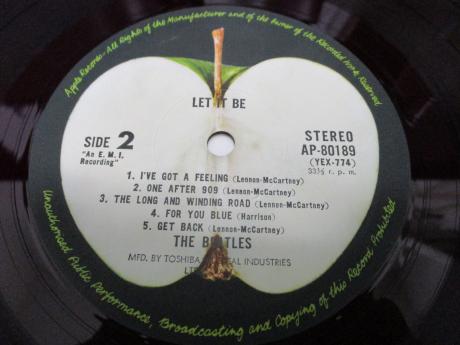 Apple Records-All Rights of the Manufacturer and of the Owner of the Recorded Work Reserved
LET IT BE
SIDE 2
"An E.M.I. Recording"
STEREO
AP-80189
(YEX-774)
33⅓ r.p.m.
1. I'VE GOT A FEELING (Lennon-McCartney)
2. ONE AFTER 909 (Lennon-McCartney)
3. THE LONG AND WINDING ROAD (Lennon-McCartney)
4. FOR YOU BLUE (Harrison)
5. GET BACK (Lennon-McCartney)
THE BEATLES
MFD. BY TOSHIBA INDUSTRIES
Unauthorised Public Performance, Broadcasting and Copying of this Record Prohibited